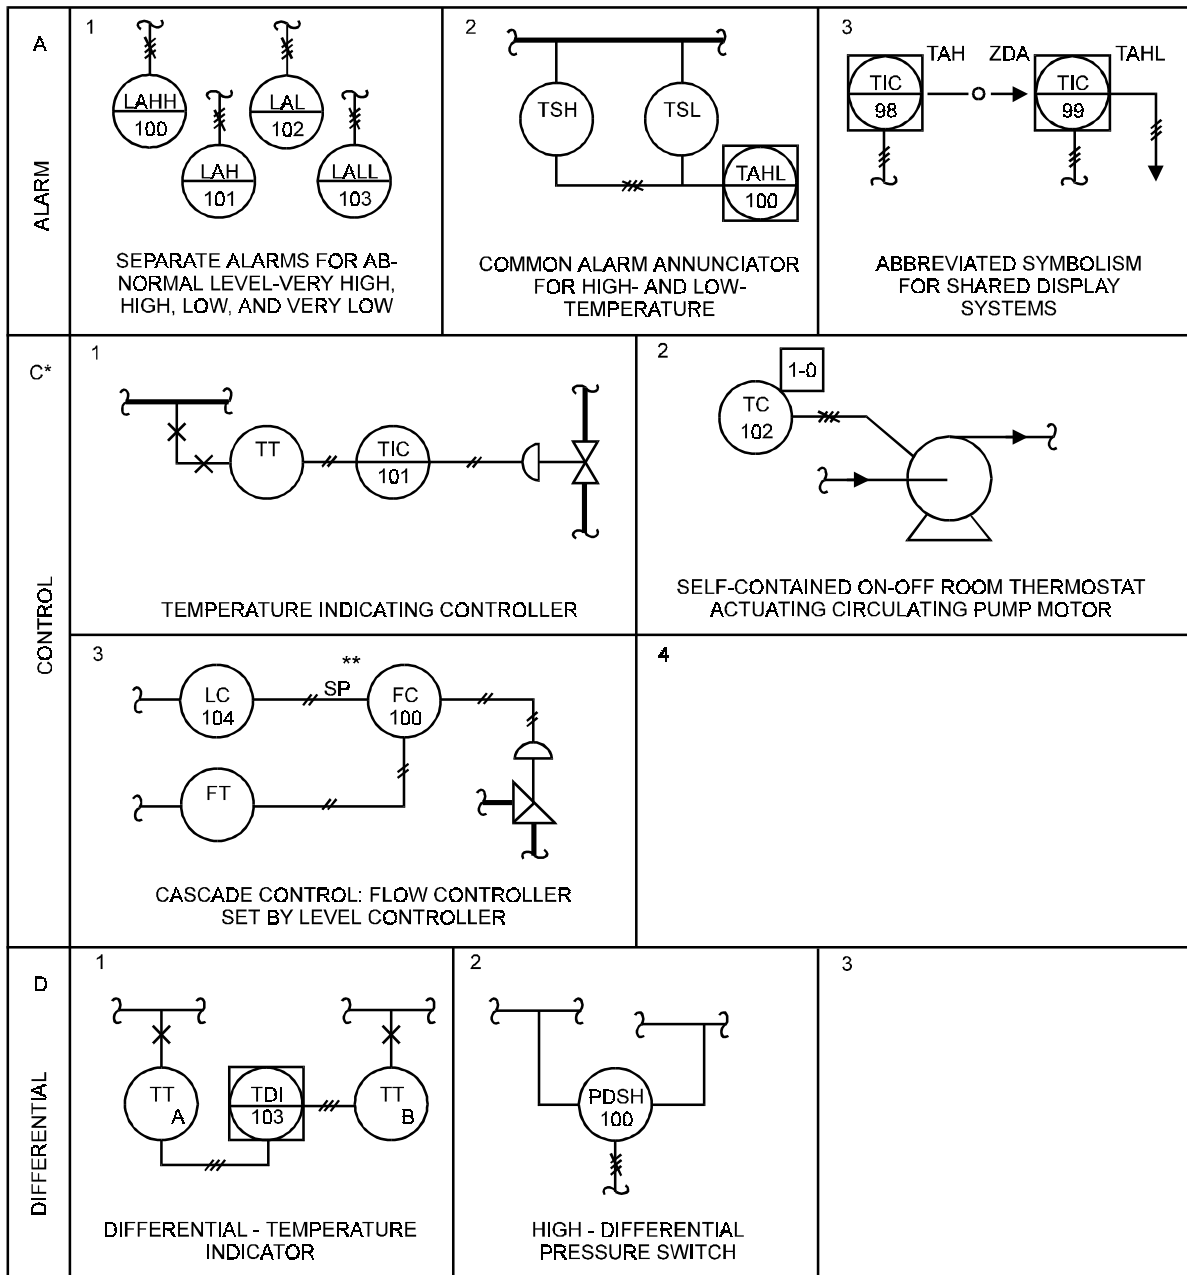 A
ALARM
1
LAHH
100
LAL
102
LAH
101
LALL
103
SEPARATE ALARMS FOR AB-
NORMAL LEVEL-VERY HIGH,
HIGH, LOW, AND VERY LOW
2
TSH
TSL
TAHL
100
COMMON ALARM ANNUNCIATOR
FOR HIGH- AND LOW-
TEMPERATURE
3
TAH
ZDA
TAHL
TIC
98
TIC
99
ABBREVIATED SYMBOLISM
FOR SHARED DISPLAY
SYSTEMS
C*
CONTROL
1
TT
TIC
101
TEMPERATURE INDICATING CONTROLLER
2
1-0
TC
102
SELF-CONTAINED ON-OFF ROOM THERMOSTAT
ACTUATING CIRCULATING PUMP MOTOR
3
**
LC
104
SP
FC
100
FT
CASCADE CONTROL: FLOW CONTROLLER
SET BY LEVEL CONTROLLER
4
D
DIFFERENTIAL
1
TT
A
TDI
103
TT
B
DIFFERENTIAL - TEMPERATURE
INDICATOR
2
PDSH
100
HIGH - DIFFERENTIAL
PRESSURE SWITCH
3